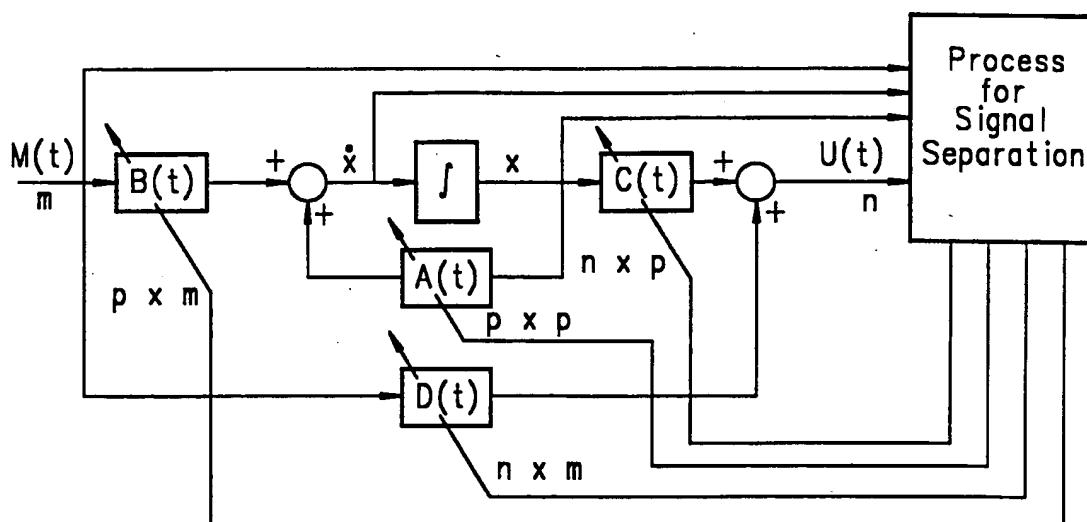 Process
for
Signal
Separation
M(t)
m
B(t)
+
+
ẋ
∫
x
C(t)
+
+
U(t)
n
A(t)
n x p
p x m
p x p
D(t)
n x m